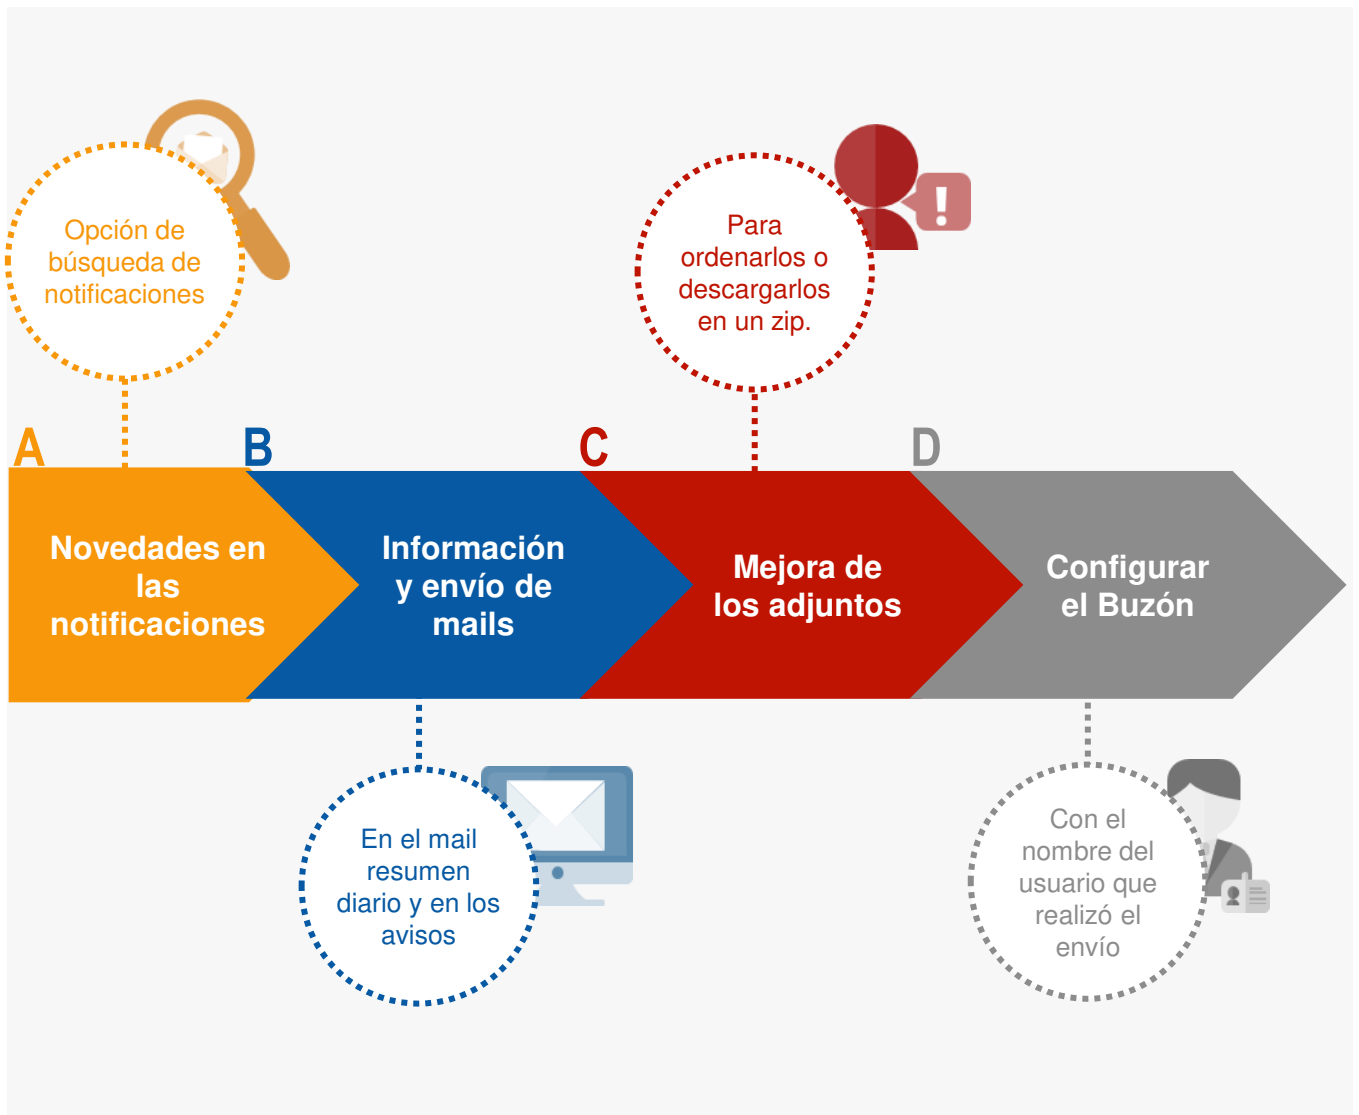 Opción de
búsqueda de
notificaciones
Para
ordenarlos o
descargarlos
en un zip.
A
B
C
D
Novedades en
las
notificaciones
Información
y envío de
mails
Mejora de
los adjuntos
Configurar
el Buzón
En el mail
resumen
diario y en los
avisos
Con el
nombre del
usuario que
realizó el
envío